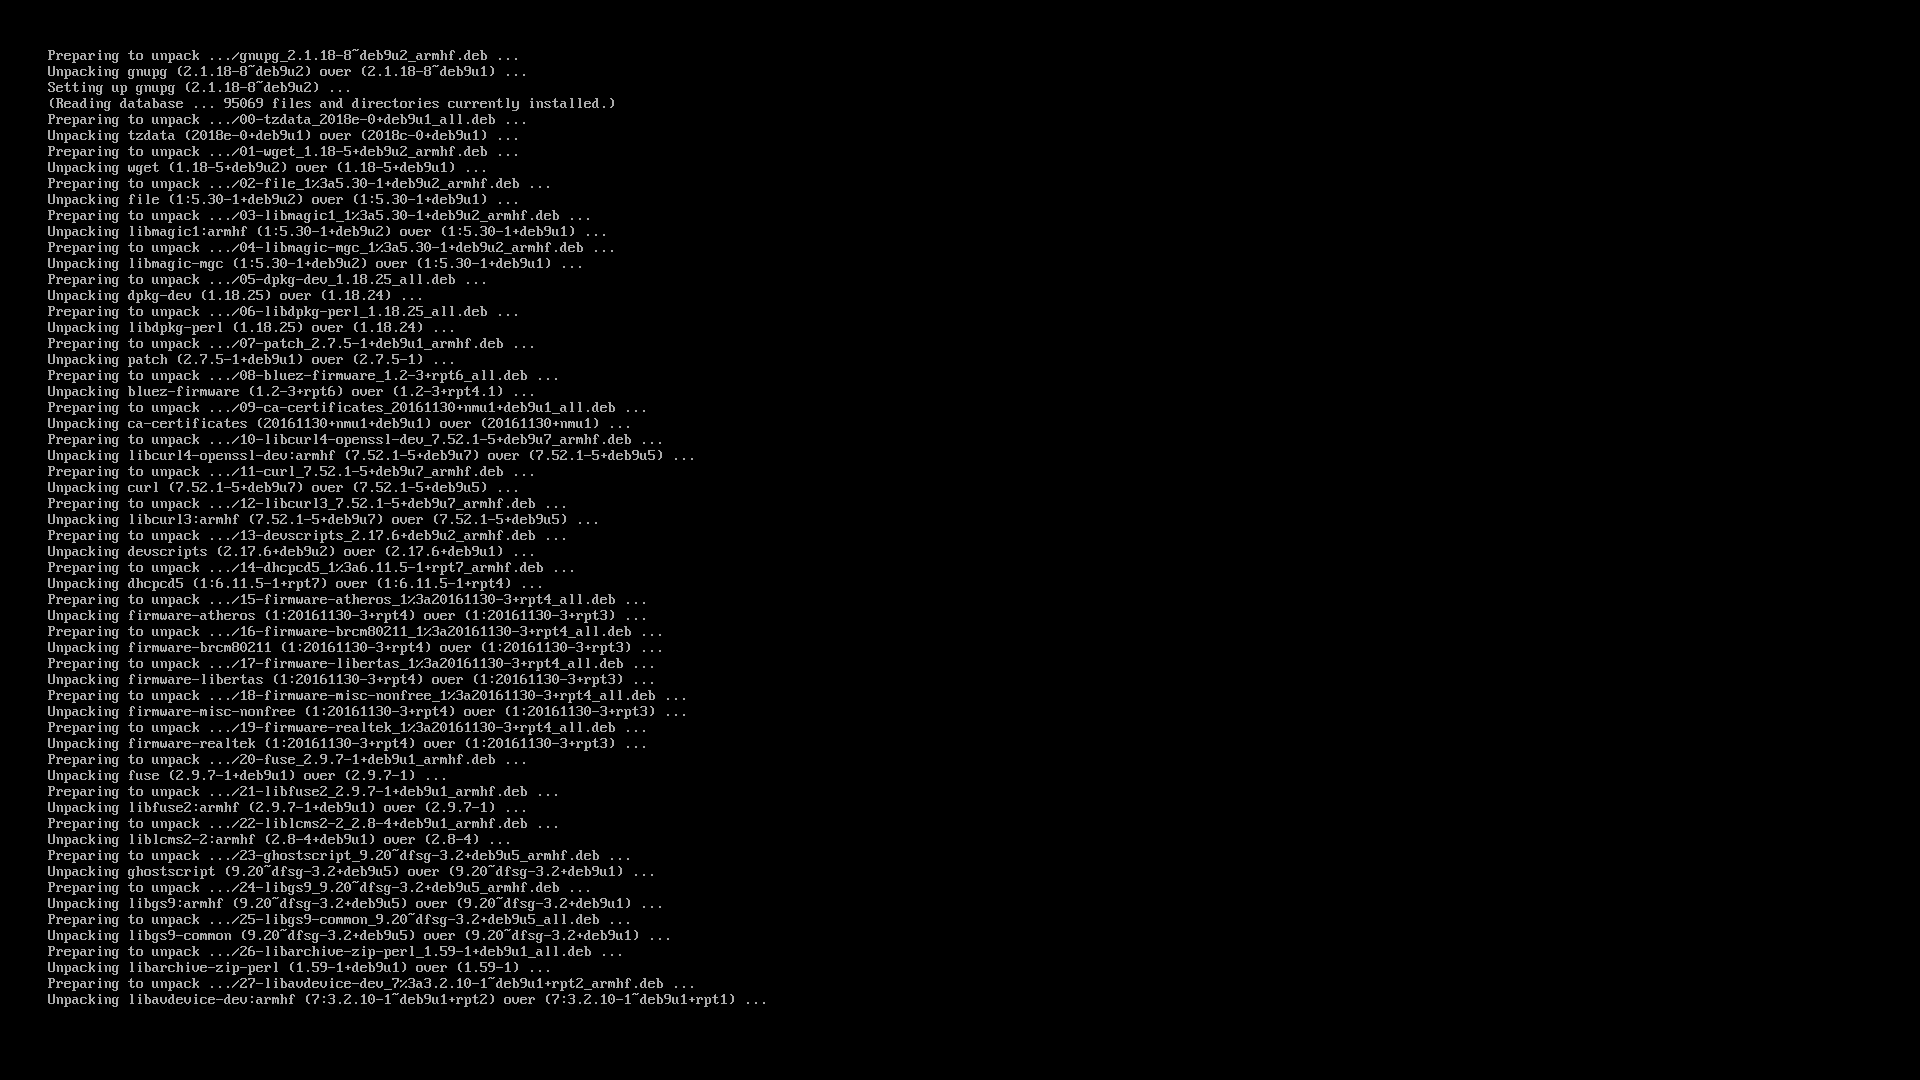 Preparing to unpack .../gnupg_2.1.18-8~deb9u2_armhf.deb ...
Unpacking gnupg (2.1.18-8~deb9u2) over (2.1.18-8~deb9u1) ...
Setting up gnupg (2.1.18-8~deb9u2) ...
(Reading database ... 95069 files and directories currently installed.)
Preparing to unpack .../00-tzdata_2018e-0+deb9u1_all.deb ...
Unpacking tzdata (2018e-0+deb9u1) over (2018c-0+deb9u1) ...
Preparing to unpack .../01-wget_1.18-5+deb9u2_armhf.deb ...
Unpacking wget (1.18-5+deb9u2) over (1.18-5+deb9u1) ...
Preparing to unpack .../02-file_1%3a5.30-1+deb9u2_armhf.deb ...
Unpacking file (1:5.30-1+deb9u2) over (1:5.30-1+deb9u1) ...
Preparing to unpack .../03-libmagic1_1%3a5.30-1+deb9u2_armhf.deb ...
Unpacking libmagic1:armhf (1:5.30-1+deb9u2) over (1:5.30-1+deb9u1) ...
Preparing to unpack .../04-libmagic-mgc_1%3a5.30-1+deb9u2_armhf.deb ...
Unpacking libmagic-mgc (1:5.30-1+deb9u2) over (1:5.30-1+deb9u1) ...
Preparing to unpack .../05-dpkg-dev_1.18.25_all.deb ...
Unpacking dpkg-dev (1.18.25) over (1.18.24) ...
Preparing to unpack .../06-libdpkg-perl_1.18.25_all.deb ...
Unpacking libdpkg-perl (1.18.25) over (1.18.24) ...
Preparing to unpack .../07-patch_2.7.5-1+deb9u1_armhf.deb ...
Unpacking patch (2.7.5-1+deb9u1) over (2.7.5-1) ...
Preparing to unpack .../08-bluez-firmware_1.2-3+rpt6_all.deb ...
Unpacking bluez-firmware (1.2-3+rpt6) over (1.2-3+rpt4.1) ...
Preparing to unpack .../09-ca-certificates_20161130+nmu1+deb9u1_all.deb ...
Unpacking ca-certificates (20161130+nmu1+deb9u1) over (20161130+nmu1) ...
Preparing to unpack .../10-libcurl4-openssl-dev_7.52.1-5+deb9u7_armhf.deb ...
Unpacking libcurl4-openssl-dev:armhf (7.52.1-5+deb9u7) over (7.52.1-5+deb9u5) ...
Preparing to unpack .../11-curl_7.52.1-5+deb9u7_armhf.deb ...
Unpacking curl (7.52.1-5+deb9u7) over (7.52.1-5+deb9u5) ...
Preparing to unpack .../12-libcurl3_7.52.1-5+deb9u7_armhf.deb ...
Unpacking libcurl3:armhf (7.52.1-5+deb9u7) over (7.52.1-5+deb9u5) ...
Preparing to unpack .../13-devscripts_2.17.6+deb9u2_armhf.deb ...
Unpacking devscripts (2.17.6+deb9u2) over (2.17.6+deb9u1) ...
Preparing to unpack .../14-dhcpcd5_1%3a6.11.5-1+rpt7_armhf.deb ...
Unpacking dhcpcd5 (1:6.11.5-1+rpt7) over (1:6.11.5-1+rpt4) ...
Preparing to unpack .../15-firmware-atheros_1%3a20161130-3+rpt4_all.deb ...
Unpacking firmware-atheros (1:20161130-3+rpt4) over (1:20161130-3+rpt3) ...
Preparing to unpack .../16-firmware-brcm80211_1%3a20161130-3+rpt4_all.deb ...
Unpacking firmware-brcm80211 (1:20161130-3+rpt4) over (1:20161130-3+rpt3) ...
Preparing to unpack .../17-firmware-libertas_1%3a20161130-3+rpt4_all.deb ...
Unpacking firmware-libertas (1:20161130-3+rpt4) over (1:20161130-3+rpt3) ...
Preparing to unpack .../18-firmware-misc-nonfree_1%3a20161130-3+rpt4_all.deb ...
Unpacking firmware-misc-nonfree (1:20161130-3+rpt4) over (1:20161130-3+rpt3) ...
Preparing to unpack .../19-firmware-realtek_1%3a20161130-3+rpt4_all.deb ...
Unpacking firmware-realtek (1:20161130-3+rpt4) over (1:20161130-3+rpt3) ...
Preparing to unpack .../20-fuse_2.9.7-1+deb9u1_armhf.deb ...
Unpacking fuse (2.9.7-1+deb9u1) over (2.9.7-1) ...
Preparing to unpack .../21-libfuse2_2.9.7-1+deb9u1_armhf.deb ...
Unpacking libfuse2:armhf (2.9.7-1+deb9u1) over (2.9.7-1) ...
Preparing to unpack .../22-liblcms2-2_2.8-4+deb9u1_armhf.deb ...
Unpacking liblcms2-2:armhf (2.8-4+deb9u1) over (2.8-4) ...
Preparing to unpack .../23-ghostscript_9.20~dfsg-3.2+deb9u5_armhf.deb ...
Unpacking ghostscript (9.20~dfsg-3.2+deb9u5) over (9.20~dfsg-3.2+deb9u1) ...
Preparing to unpack .../24-libgs9_9.20~dfsg-3.2+deb9u5_armhf.deb ...
Unpacking libgs9:armhf (9.20~dfsg-3.2+deb9u5) over (9.20~dfsg-3.2+deb9u1) ...
Preparing to unpack .../25-libgs9-common_9.20~dfsg-3.2+deb9u5_all.deb ...
Unpacking libgs9-common (9.20~dfsg-3.2+deb9u5) over (9.20~dfsg-3.2+deb9u1) ...
Preparing to unpack .../26-libarchive-zip-perl_1.59-1+deb9u1_all.deb ...
Unpacking libarchive-zip-perl (1.59-1+deb9u1) over (1.59-1) ...
Preparing to unpack .../27-libavdevice-dev_7%3a3.2.10-1~deb9u1+rpt2_armhf.deb ...
Unpacking libavdevice-dev:armhf (7:3.2.10-1~deb9u1+rpt2) over (7:3.2.10-1~deb9u1+rpt1) ...